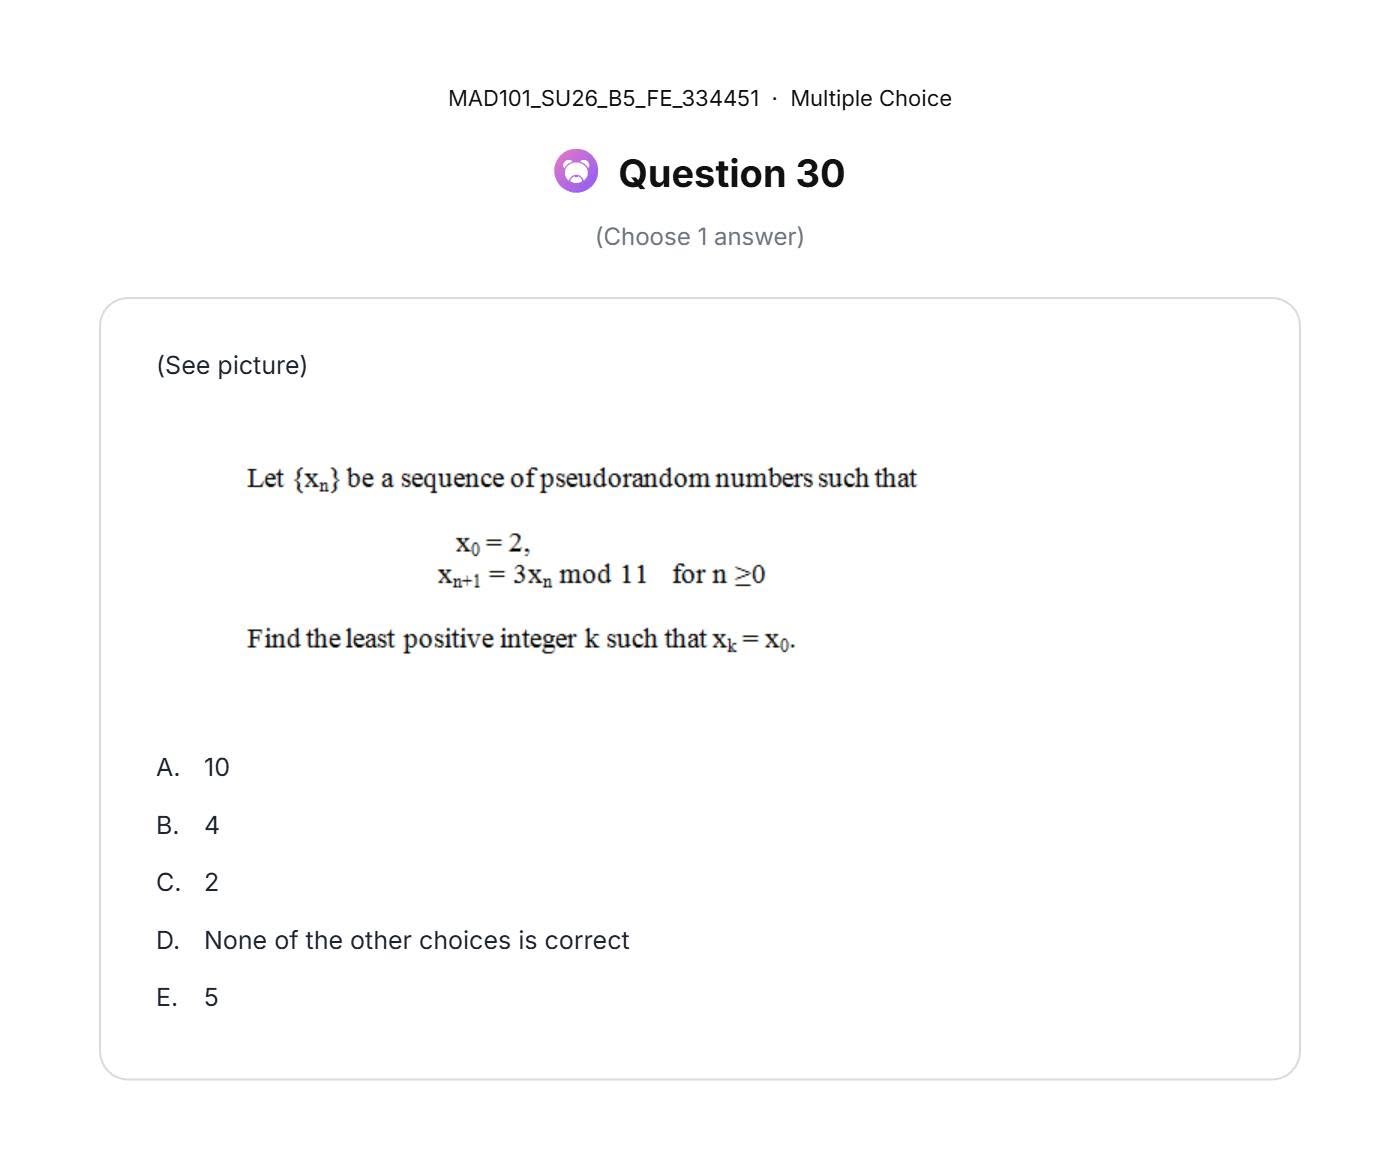 MAD101_SU26_B5_FE_334451 · Multiple Choice
Question 30
(Choose 1 answer)
(See picture)
Let {xₙ} be a sequence of pseudorandom numbers such that
x₀ = 2,
xₙ₊₁ = 3xₙ mod 11 for n ≥0
Find the least positive integer k such that xₖ = x₀.
A. 10
B. 4
C. 2
D. None of the other choices is correct
E. 5